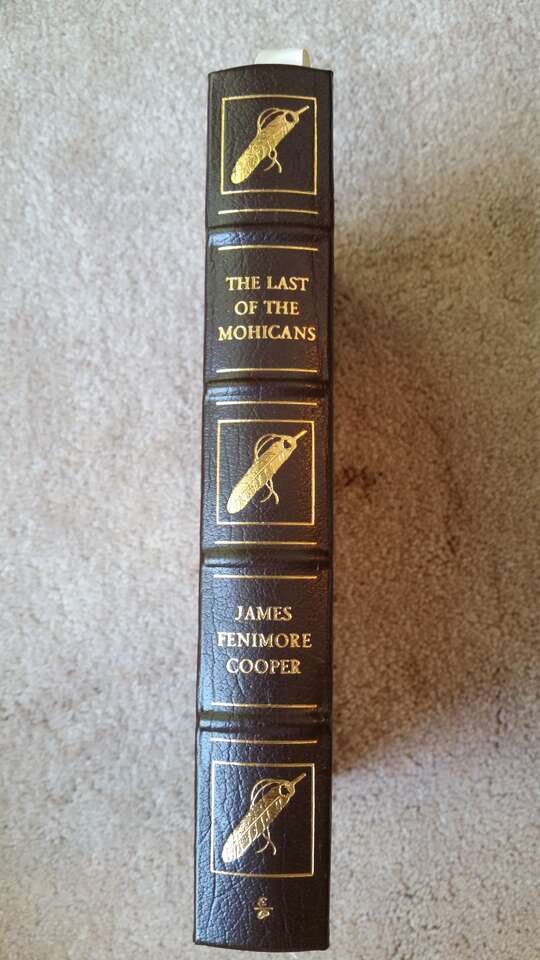 THE LAST
OF THE
MOHICANS
JAMES
FENIMORE
COOPER